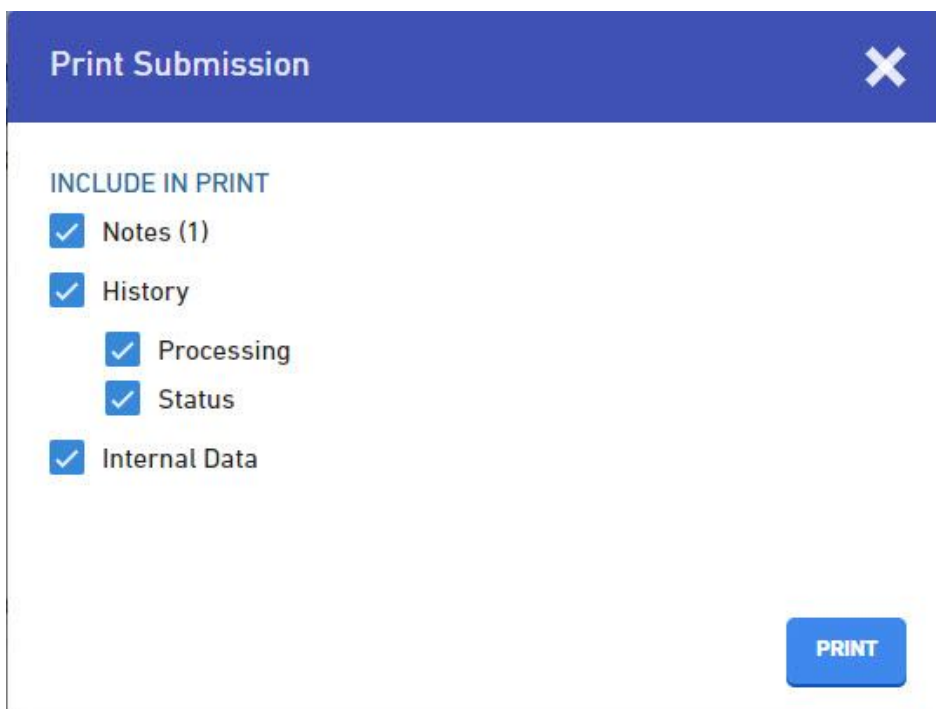 Print Submission
INCLUDE IN PRINT
Notes (1)
History
Processing
Status
Internal Data
PRINT